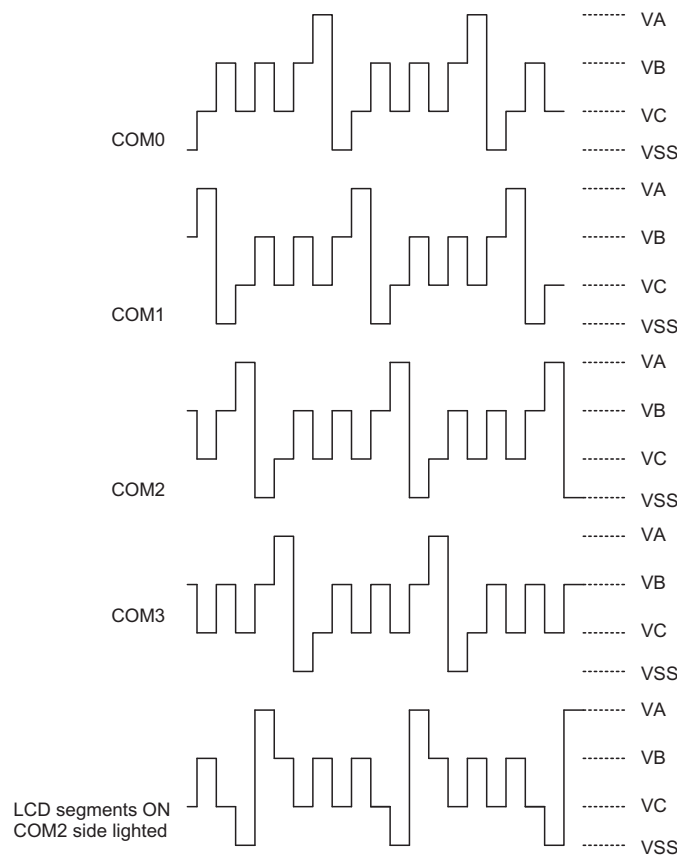 VA
VB
VC
COM0
VSS
VA
VB
VC
COM1
VSS
VA
VB
VC
COM2
VSS
VA
VB
COM3
VC
VSS
VA
VB
VC
LCD segments ON
COM2 side lighted
VSS